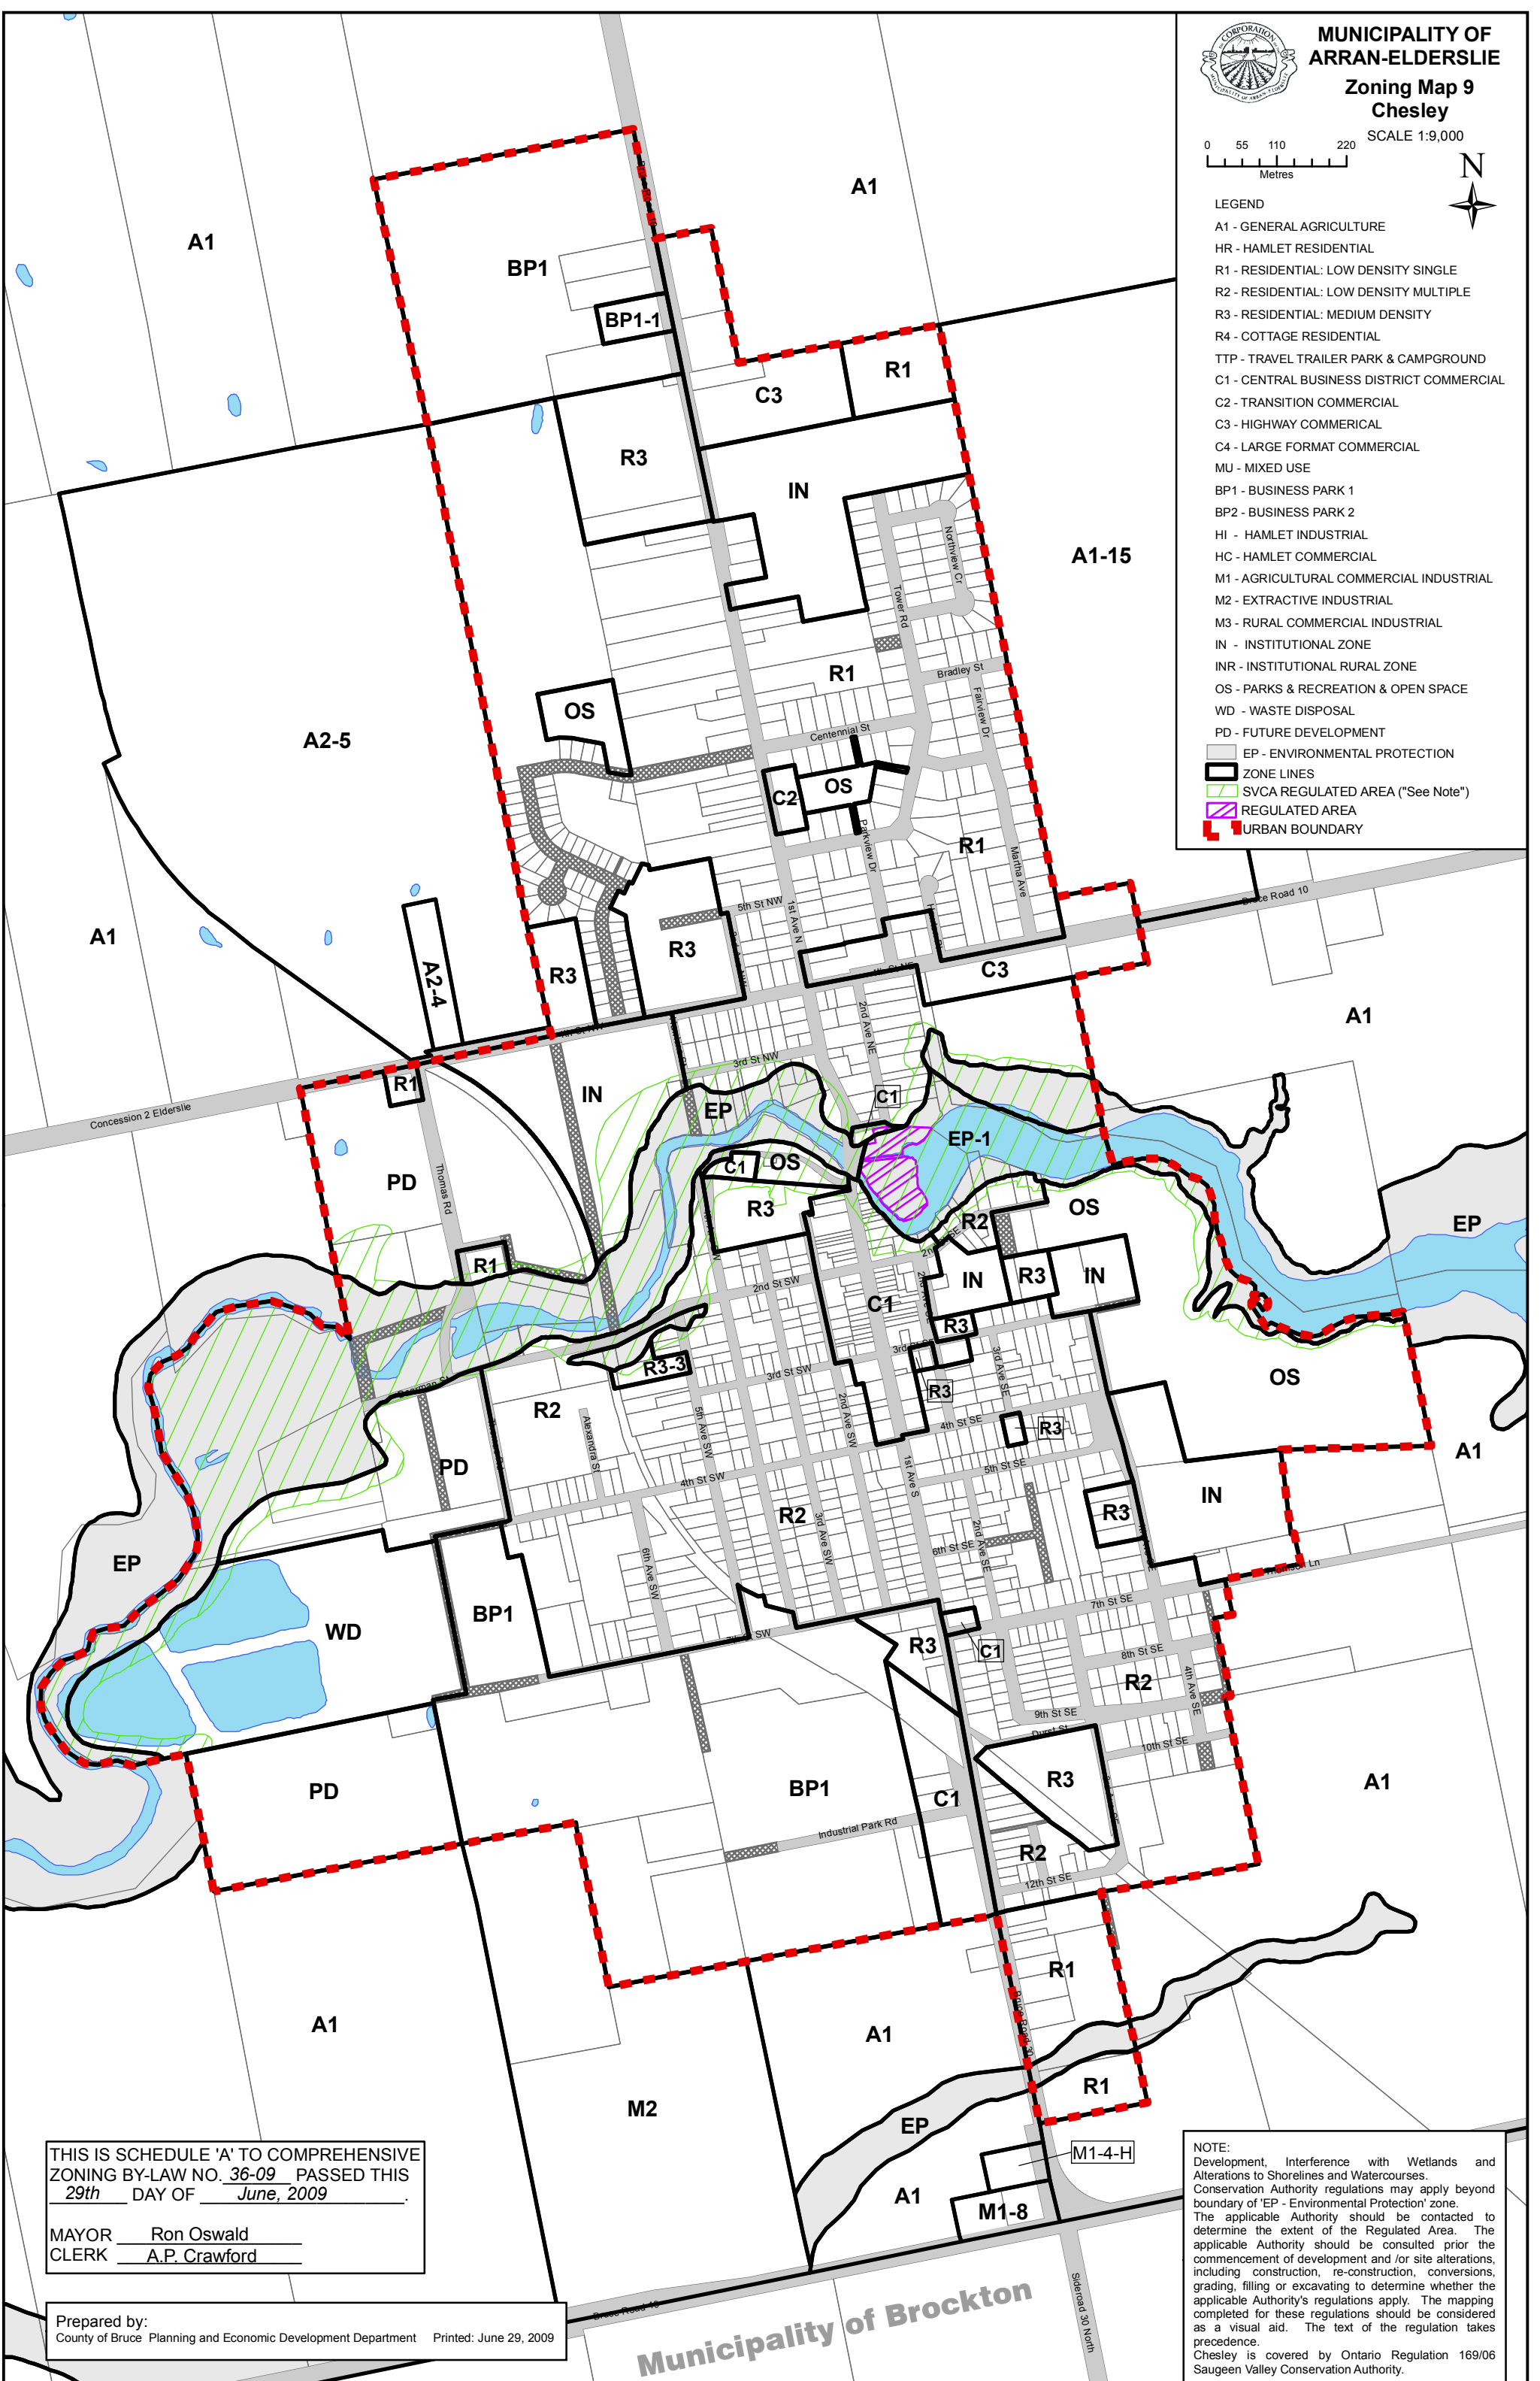 MUNICIPALITY OF
ARRAN-ELDERSLIE
Zoning Map 9
Chesley
SCALE 1:9,000
0 55 110 220
Metres
N
LEGEND
A1 - GENERAL AGRICULTURE
HR - HAMLET RESIDENTIAL
R1 - RESIDENTIAL: LOW DENSITY SINGLE
R2 - RESIDENTIAL: LOW DENSITY MULTIPLE
R3 - RESIDENTIAL: MEDIUM DENSITY
R4 - COTTAGE RESIDENTIAL
TTP - TRAVEL TRAILER PARK & CAMPGROUND
C1 - CENTRAL BUSINESS DISTRICT COMMERCIAL
C2 - TRANSITION COMMERCIAL
C3 - HIGHWAY COMMERICAL
C4 - LARGE FORMAT COMMERCIAL
MU - MIXED USE
BP1 - BUSINESS PARK 1
BP2 - BUSINESS PARK 2
HI - HAMLET INDUSTRIAL
HC - HAMLET COMMERCIAL
M1 - AGRICULTURAL COMMERCIAL INDUSTRIAL
M2 - EXTRACTIVE INDUSTRIAL
M3 - RURAL COMMERCIAL INDUSTRIAL
IN - INSTITUTIONAL ZONE
INR - INSTITUTIONAL RURAL ZONE
OS - PARKS & RECREATION & OPEN SPACE
WD - WASTE DISPOSAL
PD - FUTURE DEVELOPMENT
EP - ENVIRONMENTAL PROTECTION
ZONE LINES
SVCA REGULATED AREA ("See Note")
REGULATED AREA
URBAN BOUNDARY
A1
A1
BP1
BP1-1
C3
R1
R3
IN
A1-15
Northview Cr
Tower Rd
R1
Bradley St
Fairview Dr
OS
Centennial St
A2-5
C2
OS
Parkview Dr
R1
Martha Ave
Bruce Road 10
5th St NW
1st Ave N
A1
A2-4
R3
R3
C3
4th St NE
2nd Ave NE
A1
4th St NW
3rd St NW
R1
IN
EP
C1
EP-1
Concession 2 Elderslie
PD
Thomas Rd
C1
OS
R3
R2
OS
EP
R1
2nd St SW
IN
R3
IN
C1
R3
3rd St SW
R3-3
R3
3rd Ave SE
OS
R2
Alexandra St
5th Ave SW
2nd Ave SW
4th St SE
R3
A1
PD
4th St SW
1st Ave S
5th St SE
R2
3rd Ave SW
R3
IN
EP
6th Ave SW
6th St SE
2nd Ave SE
Thomson Ln
BP1
7th St SE
WD
R3
C1
8th St SE
R2
4th Ave SE
9th St SE
Durst St
10th St SE
PD
BP1
C1
R3
A1
Industrial Park Rd
R2
12th St SE
R1
Bruce Road 30
A1
A1
R1
M2
EP
M1-4-H
A1
M1-8
Sideroad 30 North
Municipality of Brockton
THIS IS SCHEDULE 'A' TO COMPREHENSIVE
ZONING BY-LAW NO. 36-09 PASSED THIS
29th DAY OF June, 2009.
MAYOR Ron Oswald
CLERK A.P. Crawford
Prepared by:
County of Bruce Planning and Economic Development Department Printed: June 29, 2009
NOTE:
Development, Interference with Wetlands and
Alterations to Shorelines and Watercourses.
Conservation Authority regulations may apply beyond
boundary of 'EP - Environmental Protection' zone.
The applicable Authority should be contacted to
determine the extent of the Regulated Area. The
applicable Authority should be consulted prior the
commencement of development and /or site alterations,
including construction, re-construction, conversions,
grading, filling or excavating to determine whether the
applicable Authority's regulations apply. The mapping
completed for these regulations should be considered
as a visual aid. The text of the regulation takes
precedence.
Chesley is covered by Ontario Regulation 169/06
Saugeen Valley Conservation Authority.